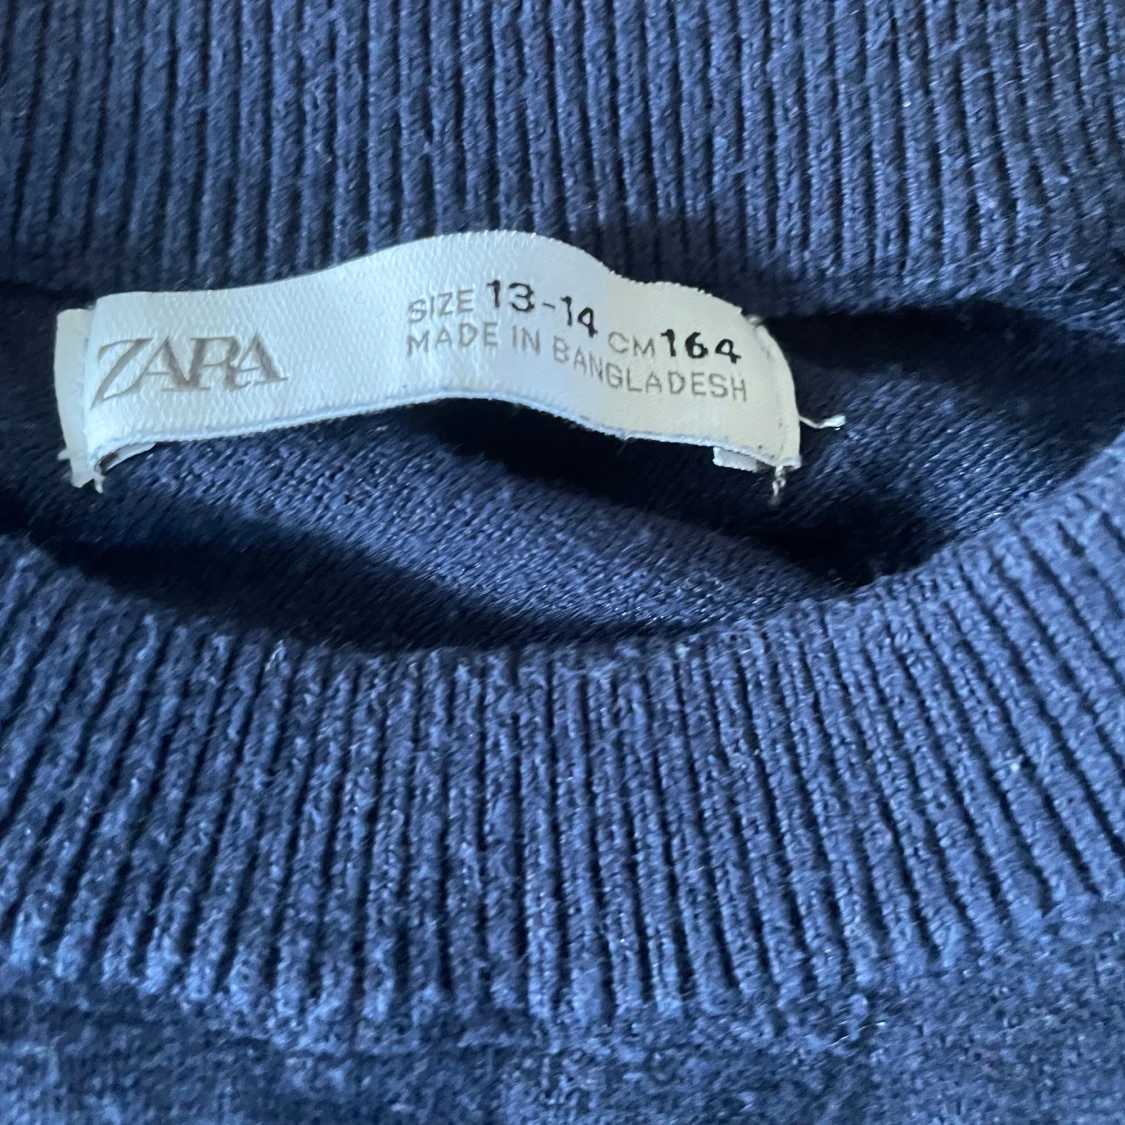 ZARA
SIZE 13-14 CM 164
MADE IN BANGLADESH